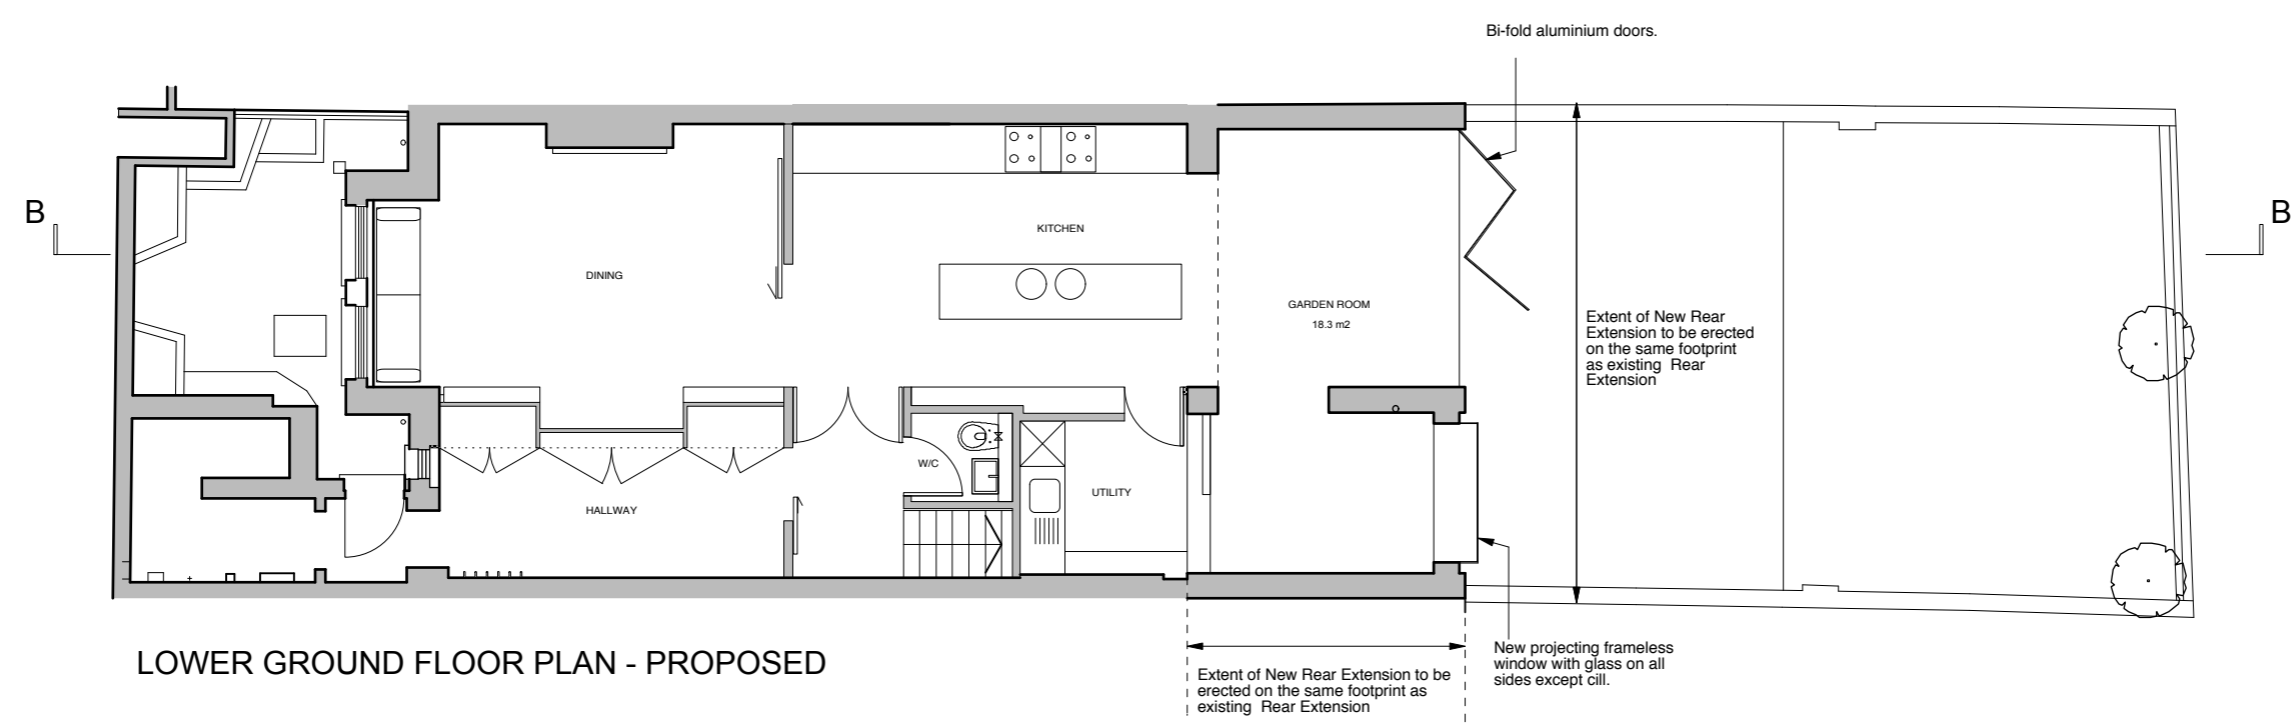 Bi-fold aluminium doors.
B
B
KITCHEN
DINING
GARDEN ROOM
18.3 m2
Extent of New Rear
Extension to be erected
on the same footprint
as existing Rear
Extension
W/C
UTILITY
HALLWAY
LOWER GROUND FLOOR PLAN - PROPOSED
Extent of New Rear Extension to be
erected on the same footprint as
existing Rear Extension
New projecting frameless
window with glass on all
sides except cill.